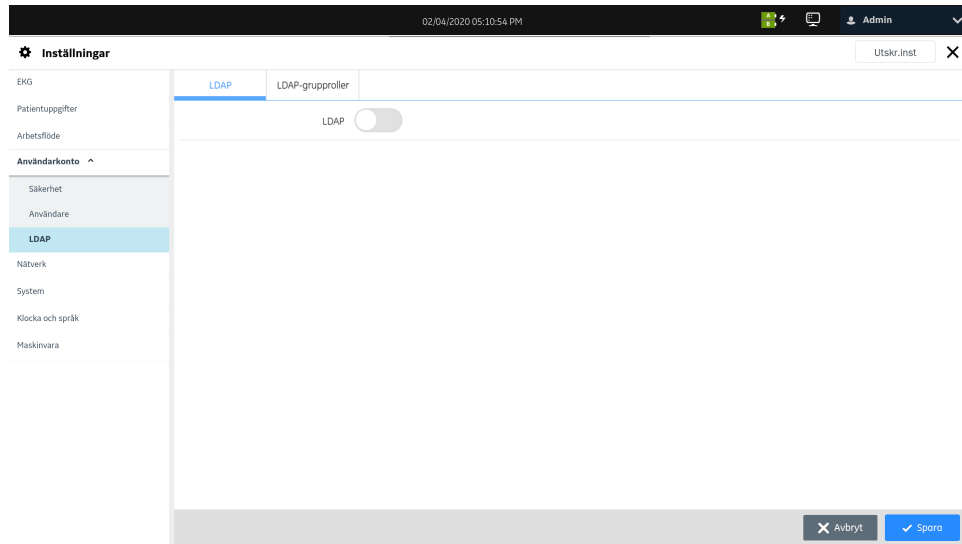 02/04/2020 05:10:54 PM
A
B
Admin
Inställningar
Utskr.inst
EKG
Patientuppgifter
Arbetsflöde
Användarkonto
Säkerhet
Användare
LDAP
Nätverk
System
Klocka och språk
Maskinvara
LDAP
LDAP-grupproller
LDAP
Avbryt
Spara